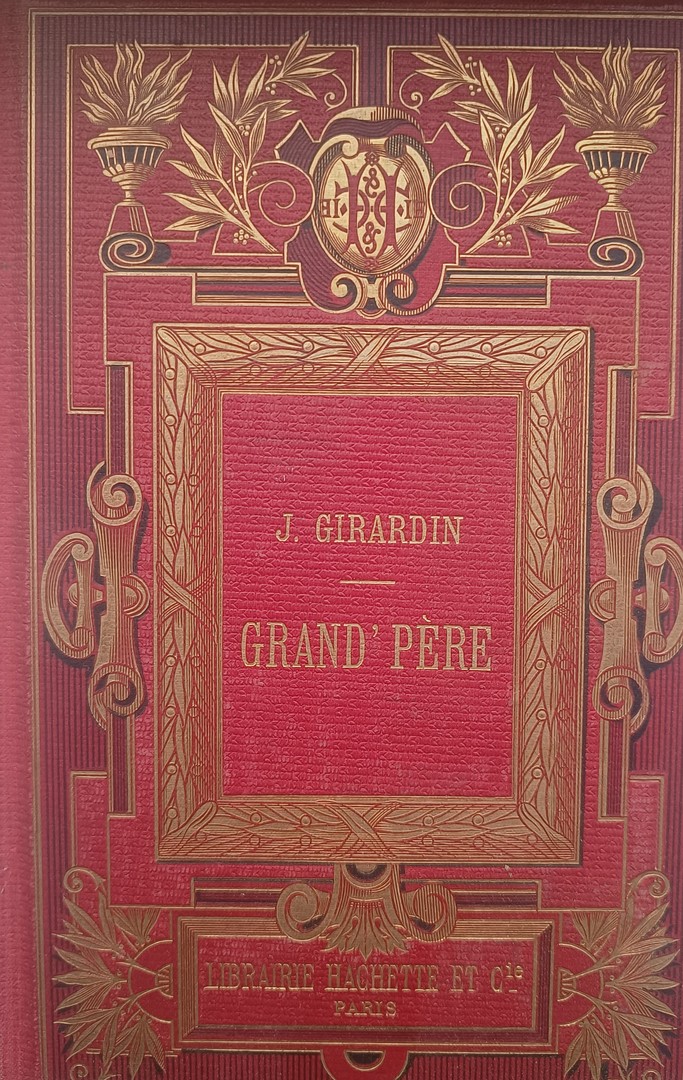 J. GIRARDIN
GRAND' PÈRE
LIBRAIRIE HACHETTE ET Cie
PARIS